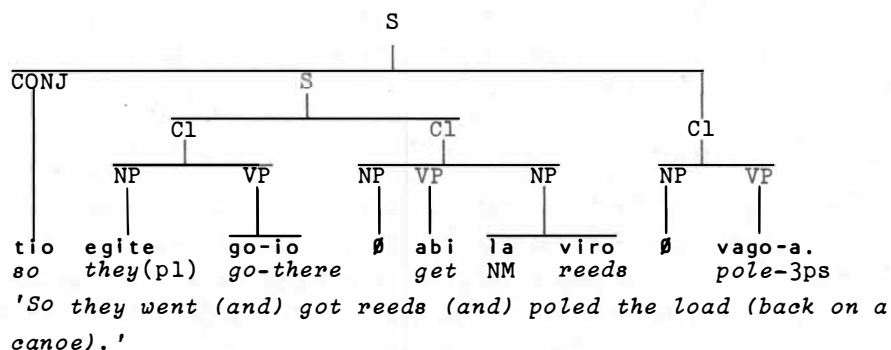 S
CONJ S
Cl Cl Cl
NP VP NP VP NP NP VP
tio egite go-io Ø abi la viro Ø vago-a.
so they(pl) go-there get NM reeds pole-3ps
'So they went (and) got reeds (and) poled the load (back on a
canoe).'